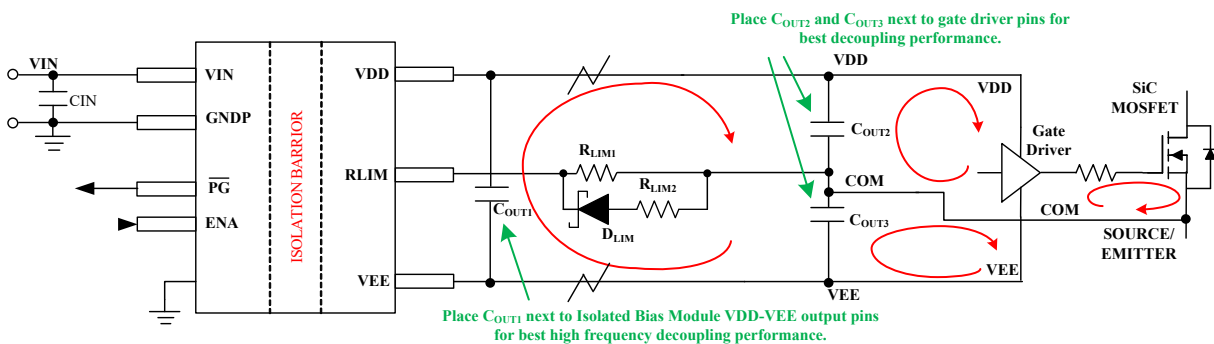 Place COUT2 and COUT3 next to gate driver pins for
best decoupling performance.
VIN
VIN
CIN
GNDP
PG
ENA
ISOLATION BARRIER
VDD
RLIM
VEE
COUT1
RLIM1
RLIM2
DLIM
VDD
COUT2
COM
COUT3
VEE
VDD
Gate
Driver
COM
VEE
SiC
MOSFET
SOURCE/
EMITTER
Place COUT1 next to Isolated Bias Module VDD-VEE output pins
for best high frequency decoupling performance.